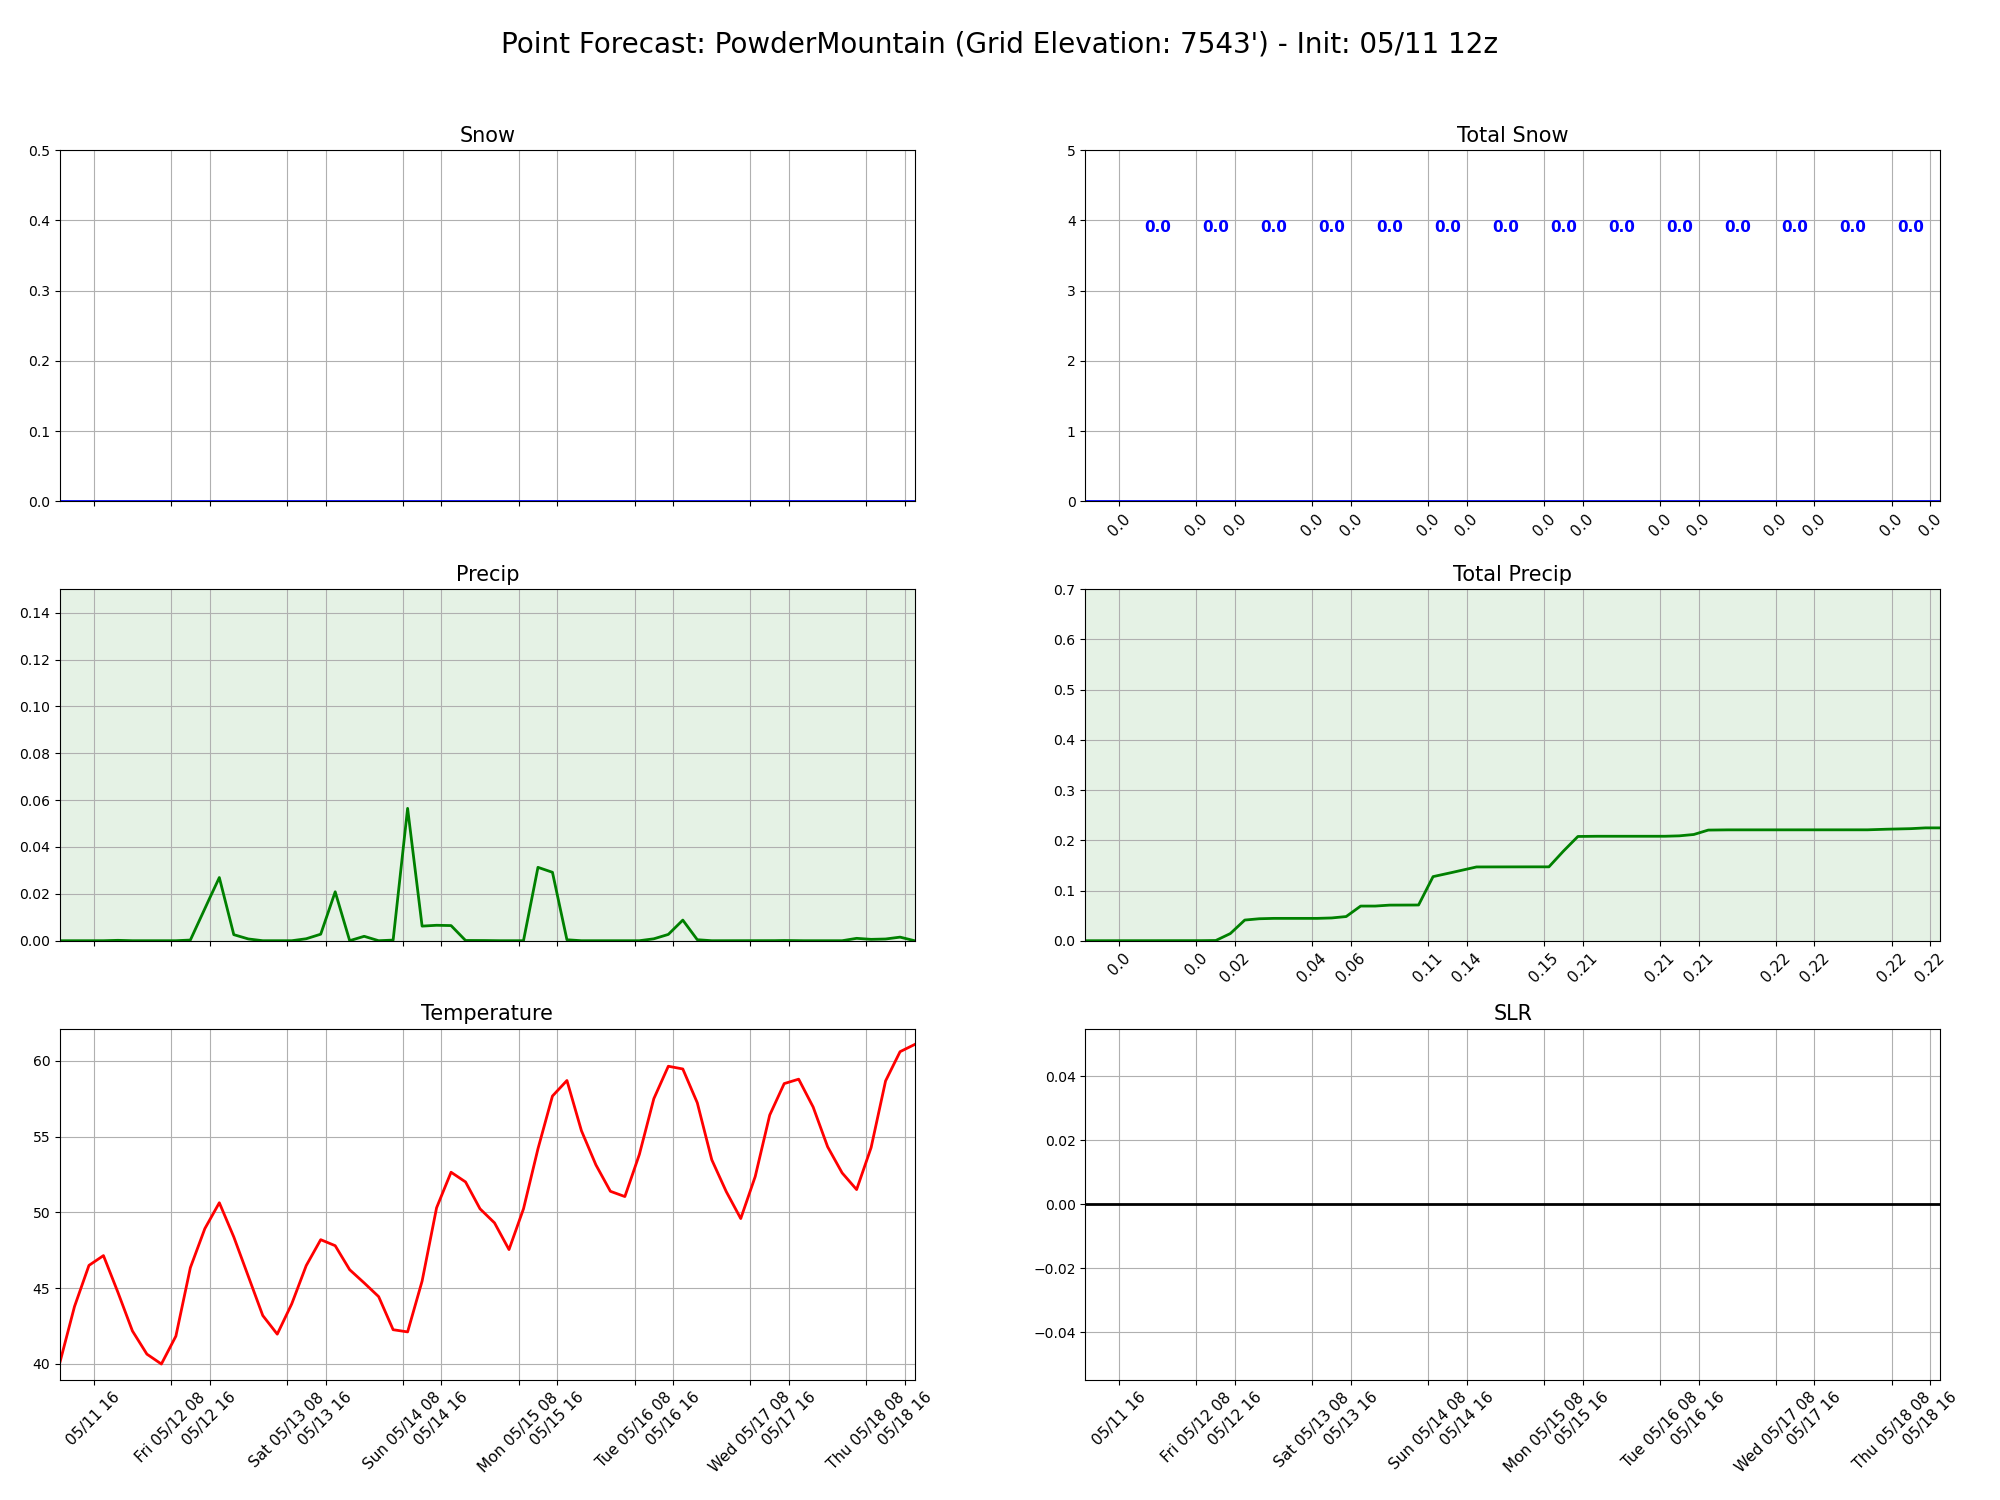 Point Forecast: PowderMountain (Grid Elevation: 7543') - Init: 05/11 12z
Snow
0.5
0.4
0.3
0.2
0.1
0.0
Total Snow
5
4
3
2
1
0
0.0 0.0 0.0 0.0 0.0 0.0 0.0 0.0 0.0 0.0 0.0 0.0 0.0 0.0
0.0 0.0 0.0 0.0 0.0 0.0 0.0 0.0 0.0 0.0 0.0 0.0 0.0 0.0 0.0
Precip
0.14
0.12
0.10
0.08
0.06
0.04
0.02
0.00
Total Precip
0.7
0.6
0.5
0.4
0.3
0.2
0.1
0.0
0.0 0.0 0.02 0.04 0.06 0.11 0.14 0.15 0.21 0.21 0.21 0.22 0.22 0.22 0.22
Temperature
60
55
50
45
40
05/11 16
Fri 05/12 08
05/12 16
Sat 05/13 08
05/13 16
Sun 05/14 08
05/14 16
Mon 05/15 08
05/15 16
Tue 05/16 08
05/16 16
Wed 05/17 08
05/17 16
Thu 05/18 08
05/18 16
SLR
0.04
0.02
0.00
−0.02
−0.04
05/11 16
Fri 05/12 08
05/12 16
Sat 05/13 08
05/13 16
Sun 05/14 08
05/14 16
Mon 05/15 08
05/15 16
Tue 05/16 08
05/16 16
Wed 05/17 08
05/17 16
Thu 05/18 08
05/18 16